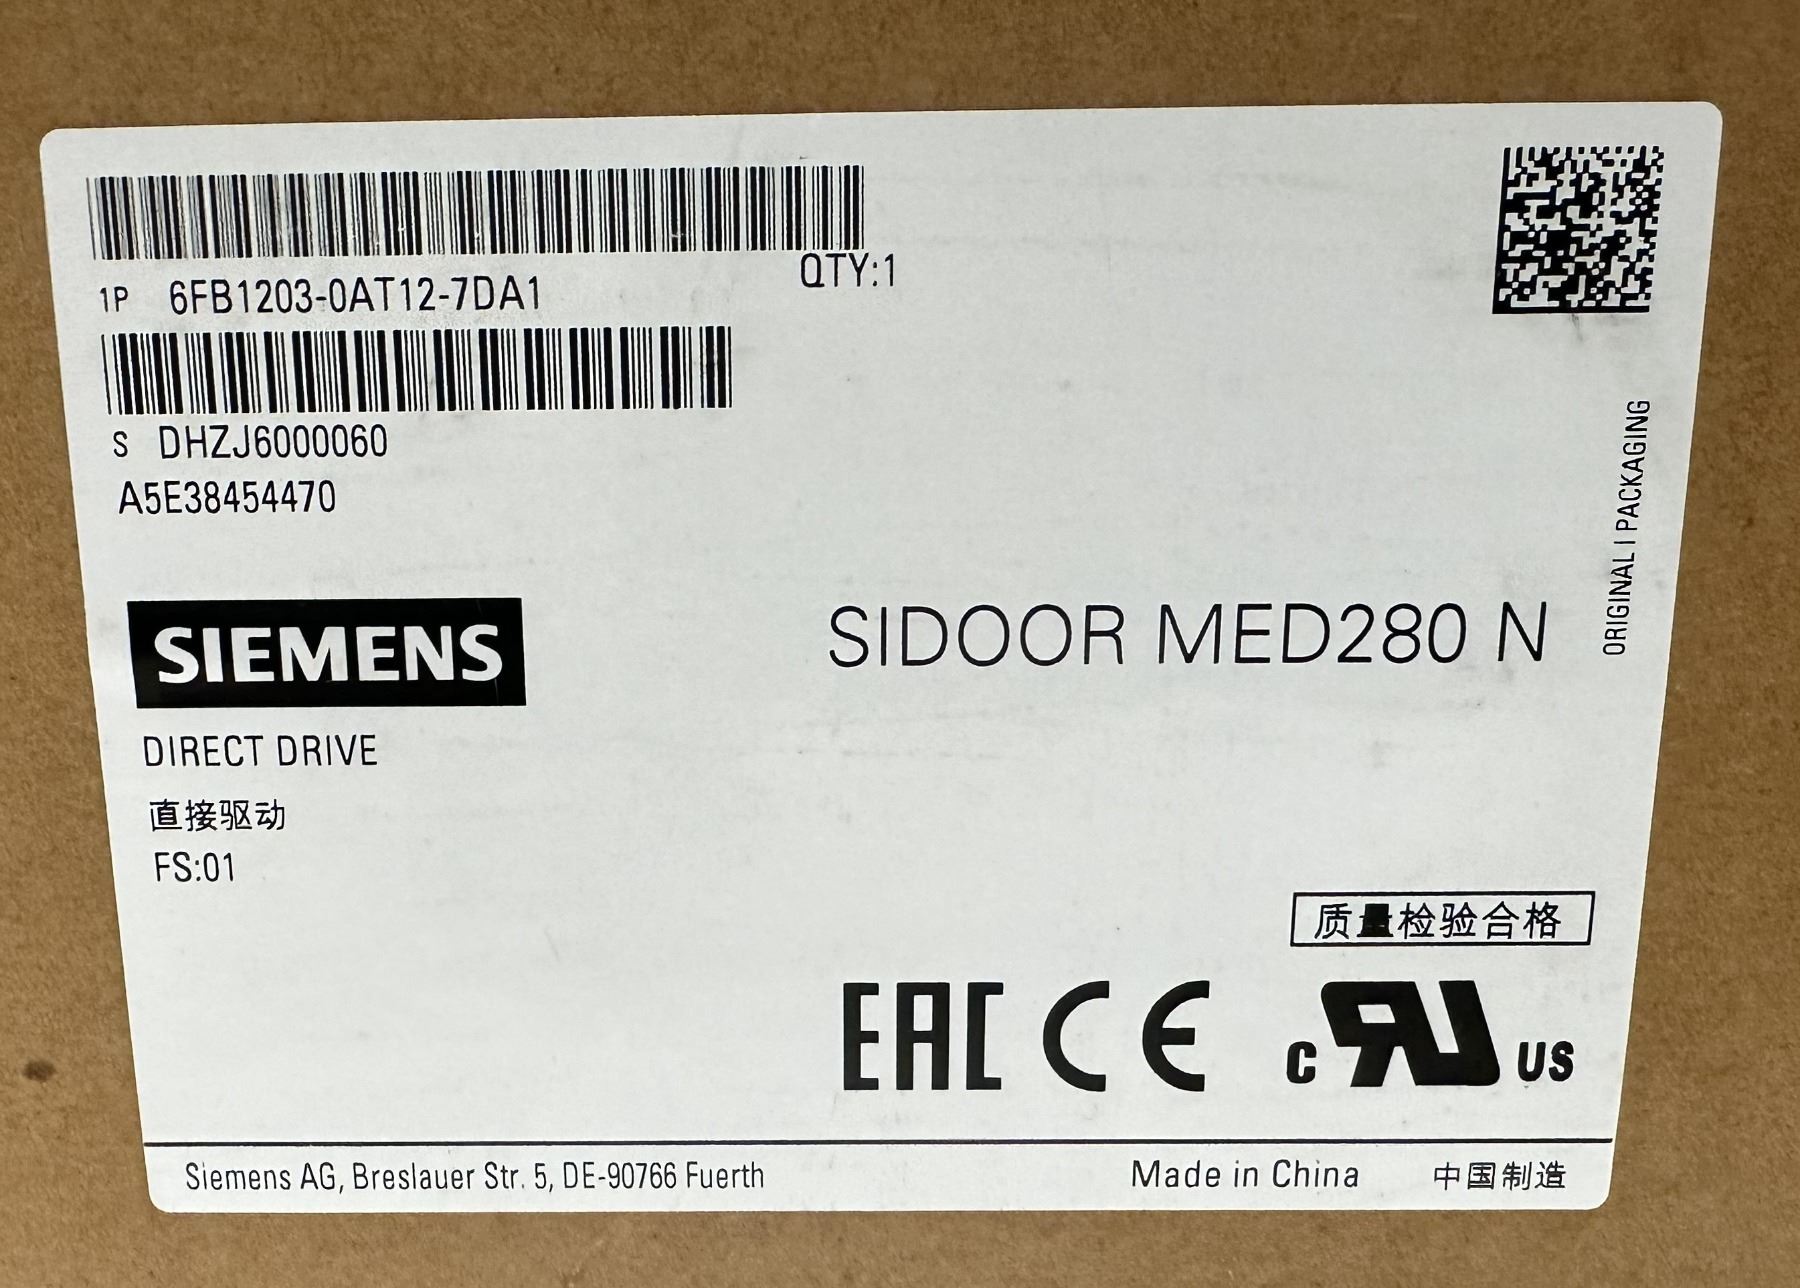 1P 6FB1203-0AT12-7DA1
QTY:1
S DHZJ6000060
A5E38454470
ORIGINAL | PACKAGING
SIEMENS
SIDOOR MED280 N
DIRECT DRIVE
直接驱动
FS:01
质量检验合格
EAC CE c RU US
Siemens AG, Breslauer Str. 5, DE-90766 Fuerth
Made in China 中国制造